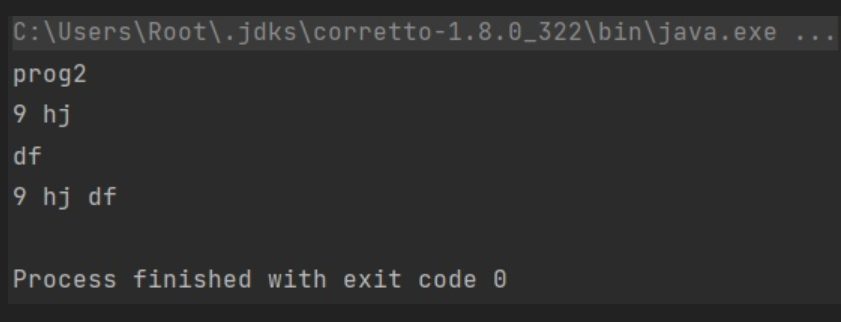 C:\Users\Root\.jdks\corretto-1.8.0_322\bin\java.exe ...
prog2
9 hj
df
9 hj df
Process finished with exit code 0